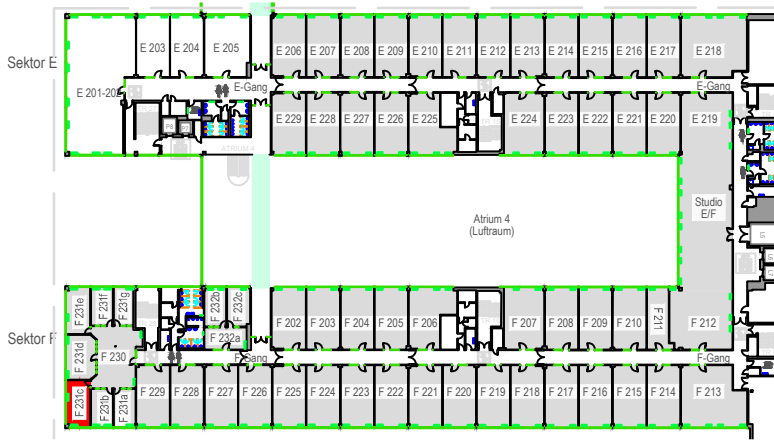 E 203
E 204
E 205
E 206
E 207
E 208
E 209
E 210
E 211
E 212
E 213
E 214
E 215
E 216
E 217
E 218
Sektor E
E 201-202
E-Gang
E-Gang
E 229
E 228
E 227
E 226
E 225
E 224
E 223
E 222
E 221
E 220
E 219
ATRIUM 4
Studio
E/F
Atrium 4
(Luftraum)
F 231e
F 231f
F 231g
F 232b
F 232c
F 202
F 203
F 204
F 205
F 206
F 207
F 208
F 209
F 210
F 211
F 212
Sektor F
F 231d
F 230
F 232a
F-Gang
F-Gang
F 231c
F 231b
F 231a
F 229
F 228
F 227
F 226
F 225
F 224
F 223
F 222
F 221
F 220
F 219
F 218
F 217
F 216
F 215
F 214
F 213